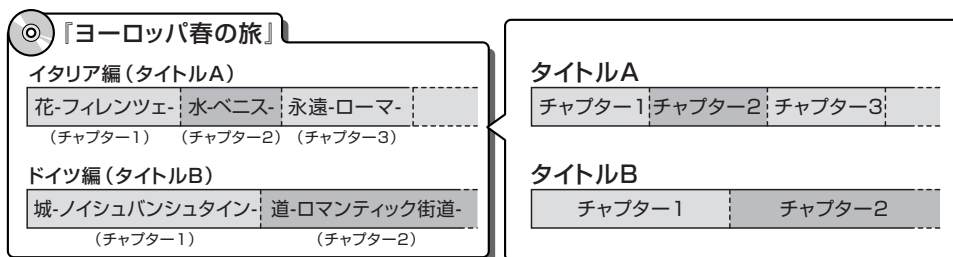 『ヨーロッパ春の旅』
イタリア編(タイトルA)
花-フィレンツェ- 水-ベニス- 永遠-ローマ-
(チャプター1) (チャプター2) (チャプター3)
ドイツ編(タイトルB)
城-ノイシュバンシュタイン- 道-ロマンティック街道-
(チャプター1) (チャプター2)
タイトルA
チャプター1 チャプター2 チャプター3
タイトルB
チャプター1 チャプター2